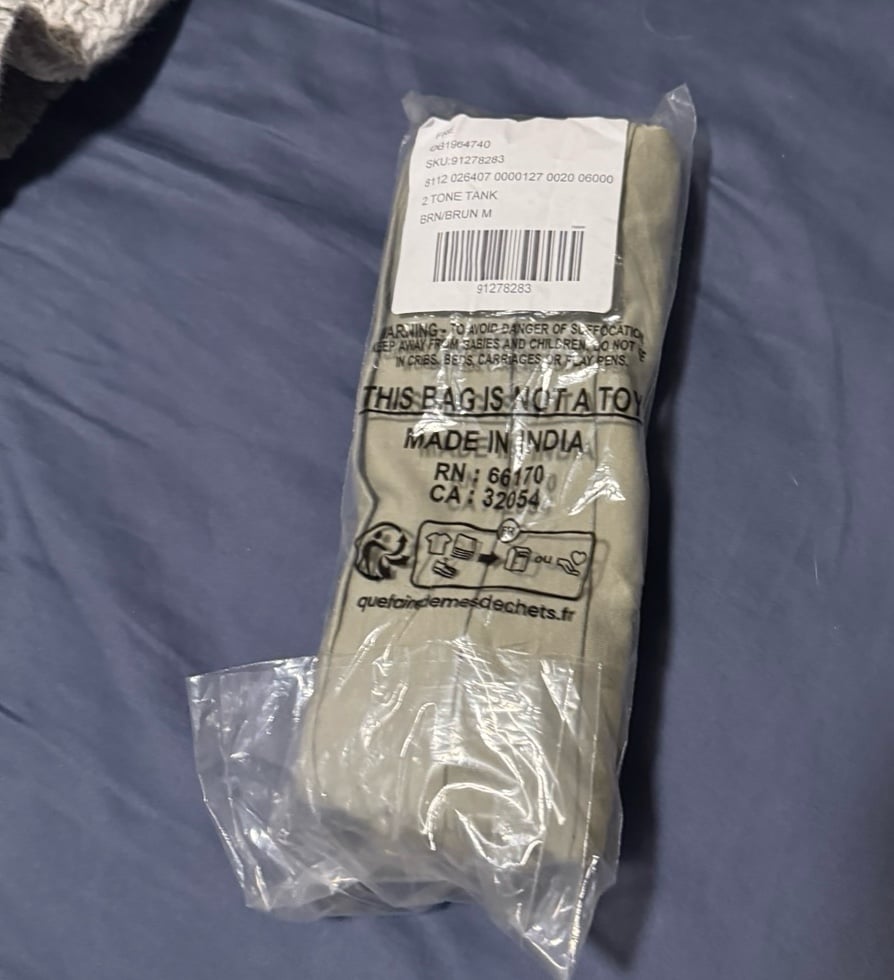 SKU:91278283
8112 026407 0000127 0020 06000
2 TONE TANK
BRN/BRUN M
91278283
WARNING - TO AVOID DANGER OF SUFFOCATION
KEEP AWAY FROM BABIES AND CHILDREN. DO NOT
IN CRIBS, BEDS, CARRIAGES OR PLAY PENS.
THIS BAG IS NOT A TOY
MADE IN INDIA
RN : 66170
CA : 32054
FR
ou
quefairedemesdechets.fr